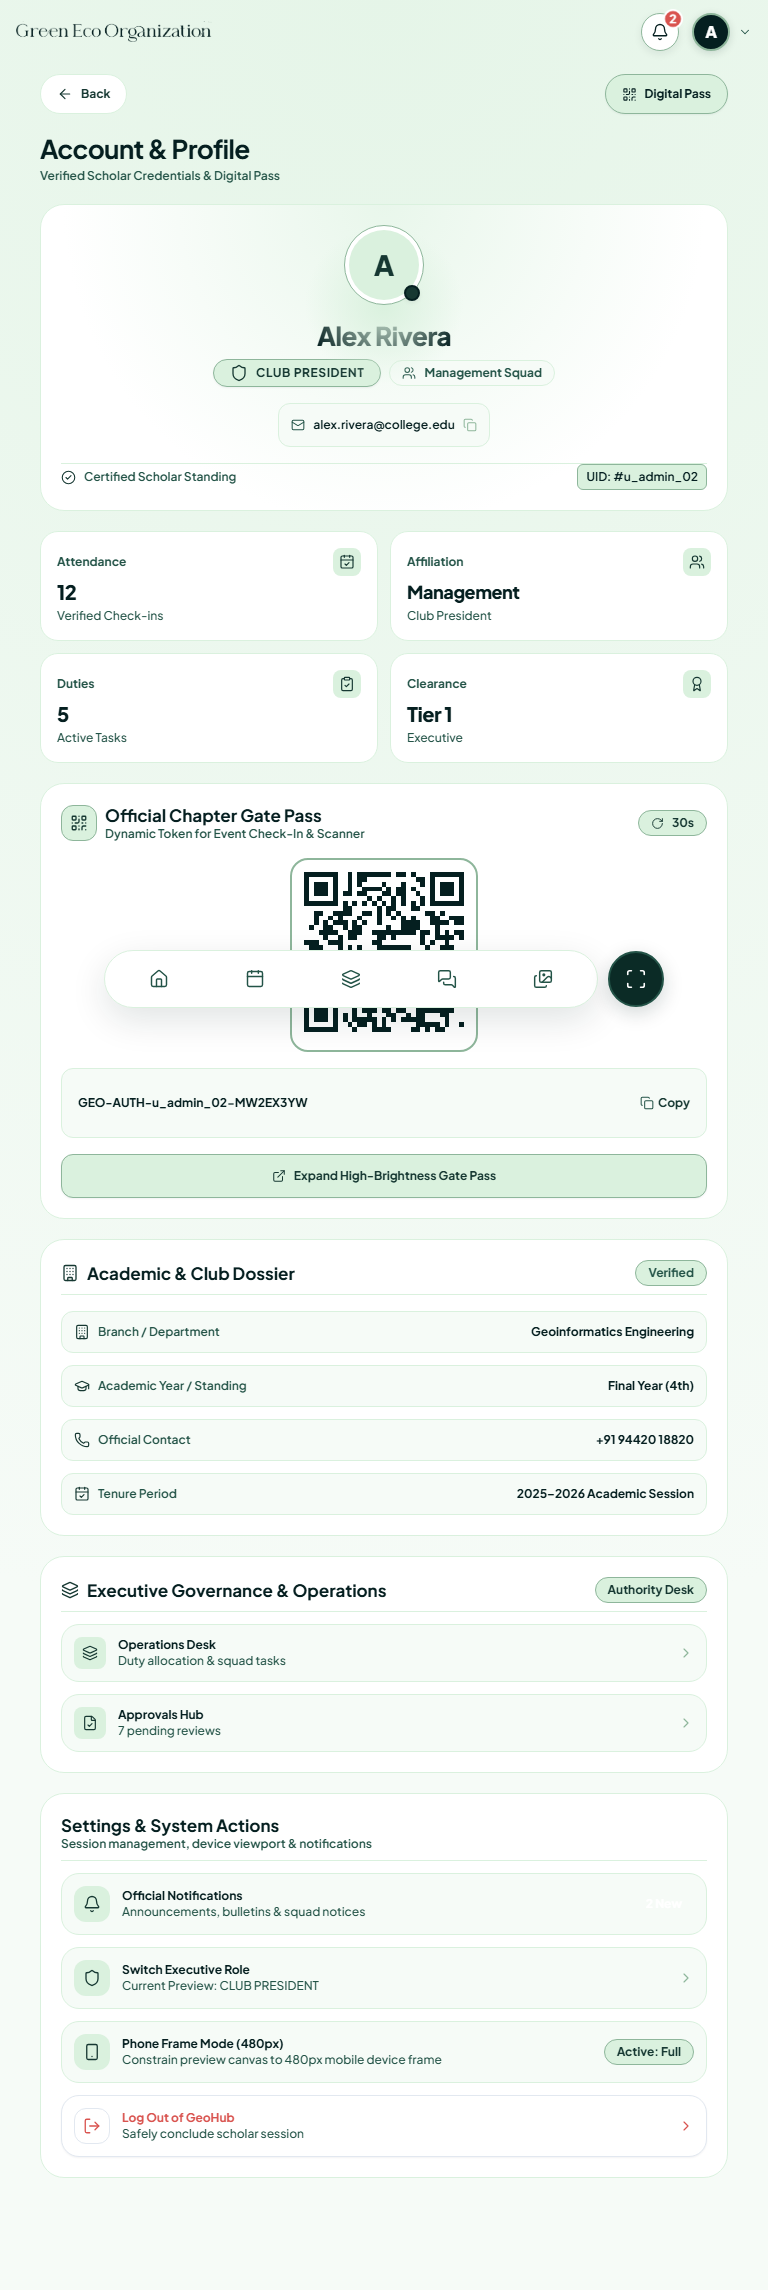 Green Eco Organization
2
A
Back
Digital Pass
Account & Profile
Verified Scholar Credentials & Digital Pass
A
Alex Rivera
CLUB PRESIDENT
Management Squad
alex.rivera@college.edu
Certified Scholar Standing
UID: #u_admin_02
Attendance
12
Verified Check-ins
Affiliation
Management
Club President
Duties
5
Active Tasks
Clearance
Tier 1
Executive
Official Chapter Gate Pass
Dynamic Token for Event Check-In & Scanner
30s
GEO-AUTH-u_admin_02-MW2EX3YW
Copy
Expand High-Brightness Gate Pass
Academic & Club Dossier
Verified
Branch / Department
Geoinformatics Engineering
Academic Year / Standing
Final Year (4th)
Official Contact
+91 94420 18820
Tenure Period
2025-2026 Academic Session
Executive Governance & Operations
Authority Desk
Operations Desk
Duty allocation & squad tasks
Approvals Hub
7 pending reviews
Settings & System Actions
Session management, device viewport & notifications
Official Notifications
Announcements, bulletins & squad notices
2 New
Switch Executive Role
Current Preview: CLUB PRESIDENT
Phone Frame Mode (480px)
Constrain preview canvas to 480px mobile device frame
Active: Full
Log Out of GeoHub
Safely conclude scholar session